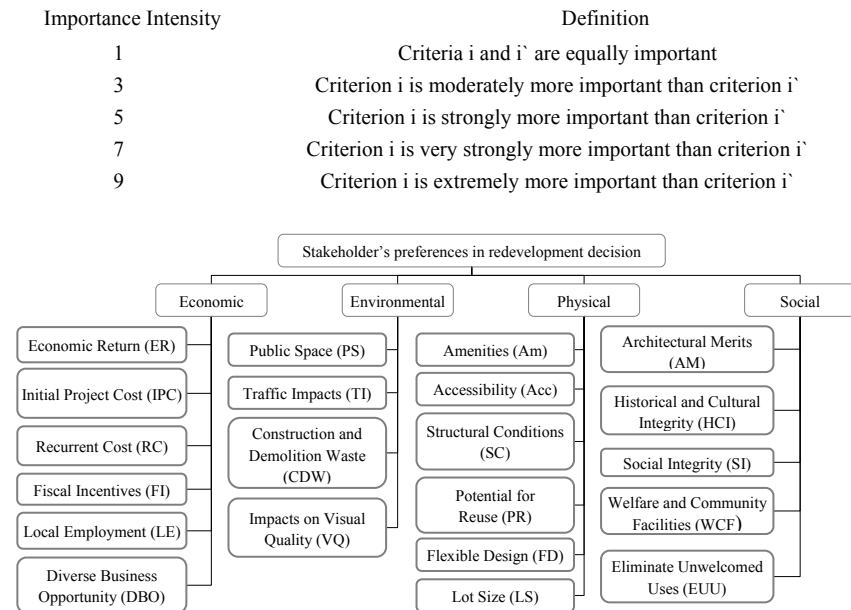 Importance Intensity Definition
1 Criteria i and i` are equally important
3 Criterion i is moderately more important than criterion i`
5 Criterion i is strongly more important than criterion i`
7 Criterion i is very strongly more important than criterion i`
9 Criterion i is extremely more important than criterion i`
Stakeholder’s preferences in redevelopment decision
Economic
Economic Return (ER)
Initial Project Cost (IPC)
Recurrent Cost (RC)
Fiscal Incentives (FI)
Local Employment (LE)
Diverse Business
Opportunity (DBO)
Environmental
Public Space (PS)
Traffic Impacts (TI)
Construction and
Demolition Waste
(CDW)
Impacts on Visual
Quality (VQ)
Physical
Amenities (Am)
Accessibility (Acc)
Structural Conditions
(SC)
Potential for
Reuse (PR)
Flexible Design (FD)
Lot Size (LS)
Social
Architectural Merits
(AM)
Historical and Cultural
Integrity (HCI)
Social Integrity (SI)
Welfare and Community
Facilities (WCF)
Eliminate Unwelcomed
Uses (EUU)